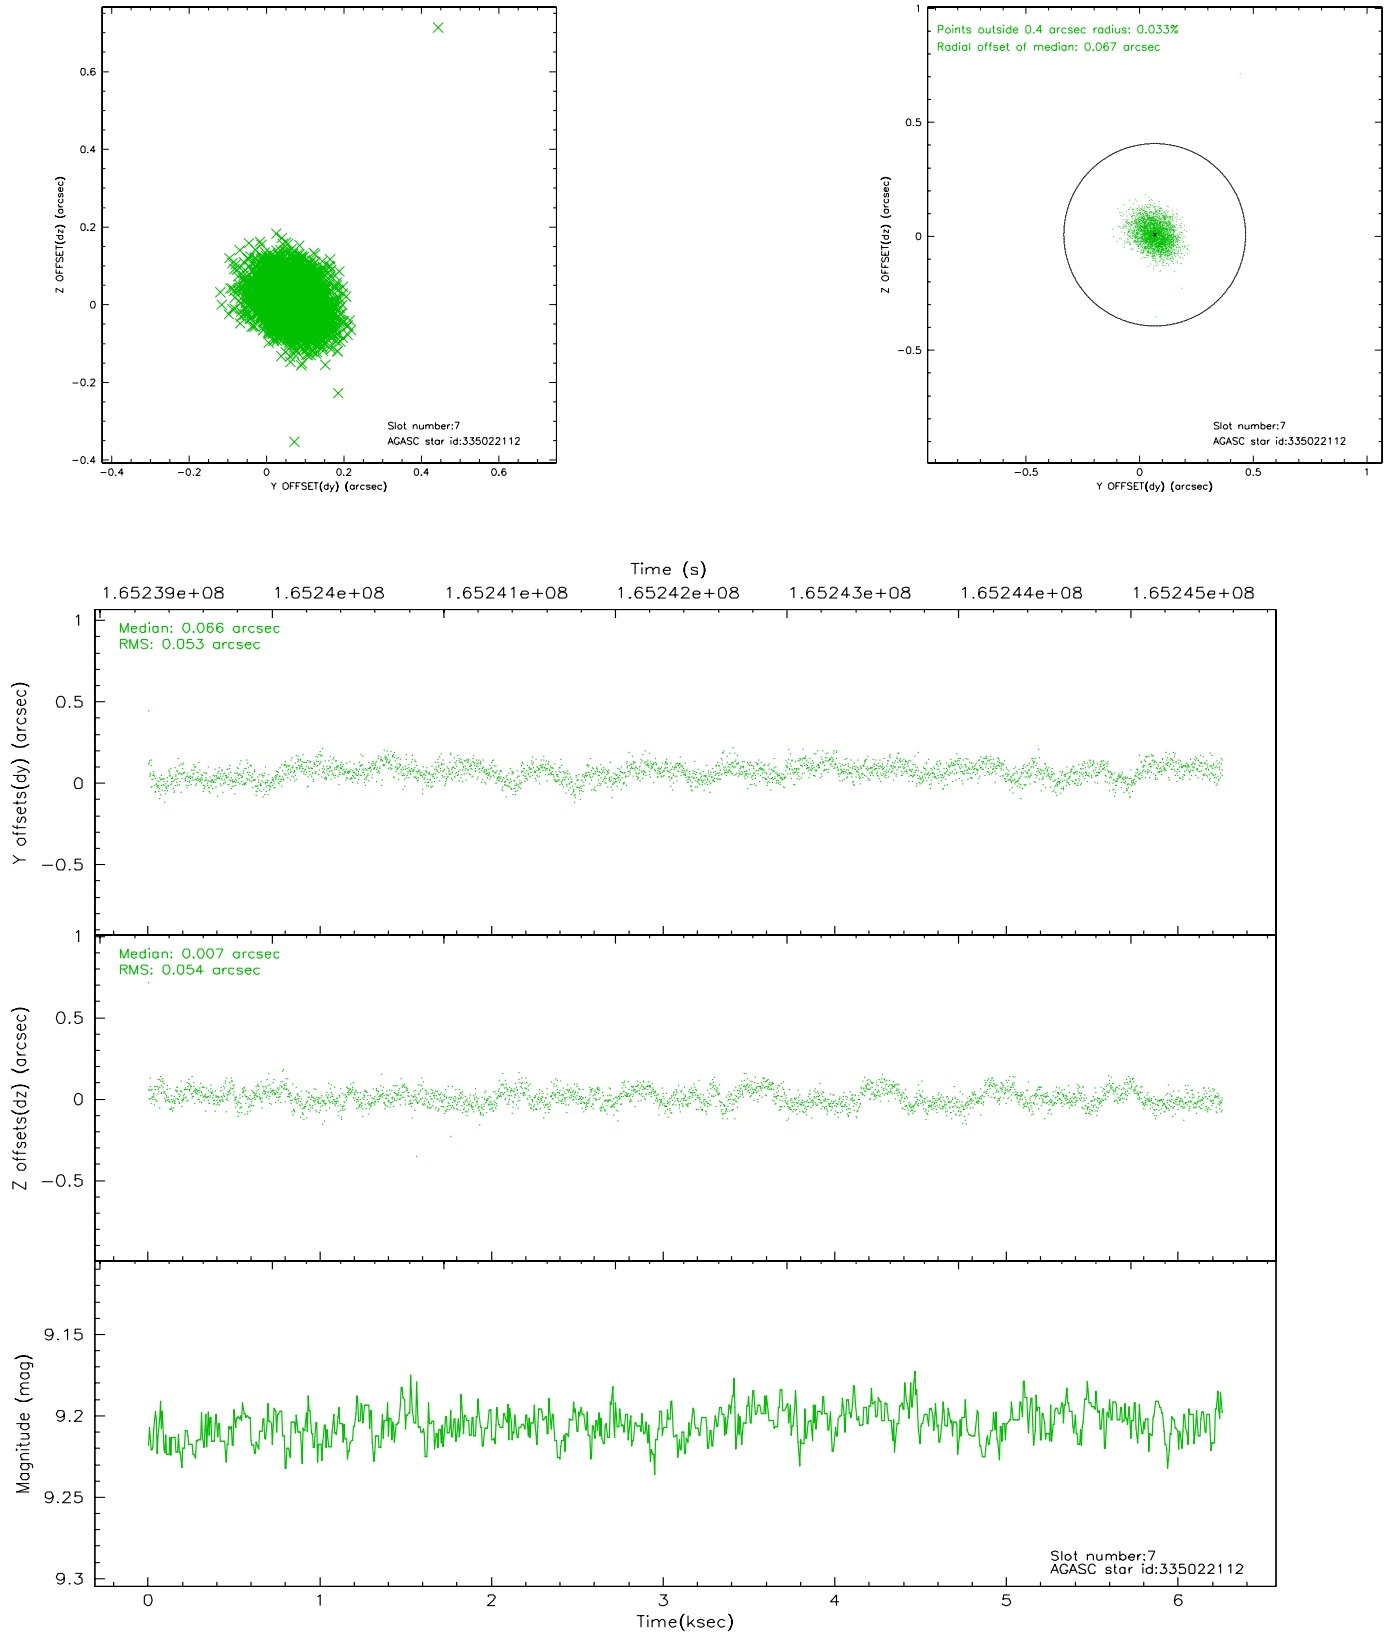 0.6
0.4
0.2
0
-0.2
-0.4
-0.4 -0.2 0 0.2 0.4 0.6
Z OFFSET(dz) (arcsec)
Y OFFSET(dy) (arcsec)
Slot number:7
AGASC star id:335022112
Points outside 0.4 arcsec radius: 0.033%
Radial offset of median: 0.067 arcsec
1
0.5
0
-0.5
-0.5 0 0.5 1
Z OFFSET(dz) (arcsec)
Y OFFSET(dy) (arcsec)
Slot number:7
AGASC star id:335022112
Time (s)
1.65239e+08 1.6524e+08 1.65241e+08 1.65242e+08 1.65243e+08 1.65244e+08 1.65245e+08
Median: 0.066 arcsec
RMS: 0.053 arcsec
1
0.5
0
-0.5
Y offsets(dy) (arcsec)
Median: 0.007 arcsec
RMS: 0.054 arcsec
1
0.5
0
-0.5
Z offsets(dz) (arcsec)
9.15
9.2
9.25
9.3
Magnitude (mag)
Slot number:7
AGASC star id:335022112
0 1 2 3 4 5 6
Time(ksec)